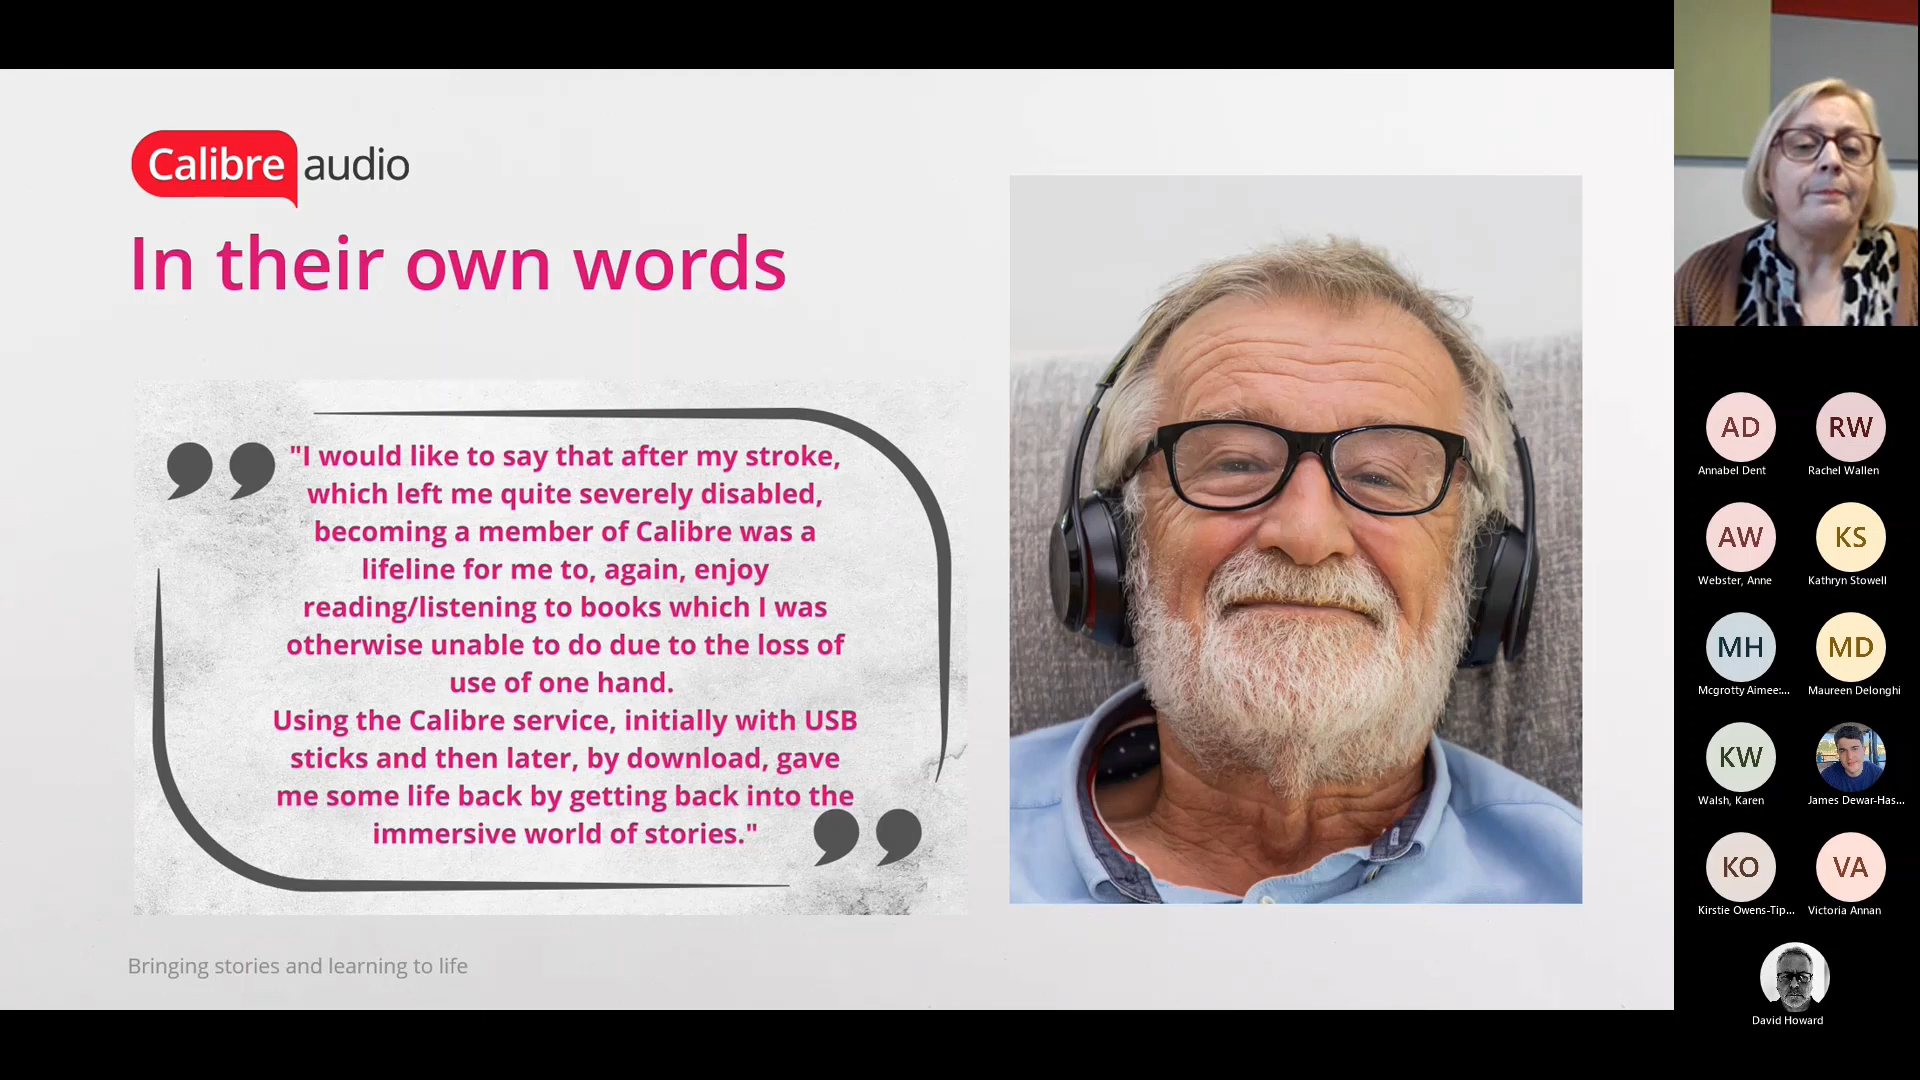 Calibre audio
In their own words
"I would like to say that after my stroke,
which left me quite severely disabled,
becoming a member of Calibre was a
lifeline for me to, again, enjoy
reading/listening to books which I was
otherwise unable to do due to the loss of
use of one hand.
Using the Calibre service, initially with USB
sticks and then later, by download, gave
me some life back by getting back into the
immersive world of stories."
Bringing stories and learning to life
AD
Annabel Dent
RW
Rachel Wallen
AW
Webster, Anne
KS
Kathryn Stowell
MH
Mcgrotty Aimee:...
MD
Maureen Delonghi
KW
Walsh, Karen
James Dewar-Has...
KO
Kirstie Owens-Tip...
VA
Victoria Annan
David Howard